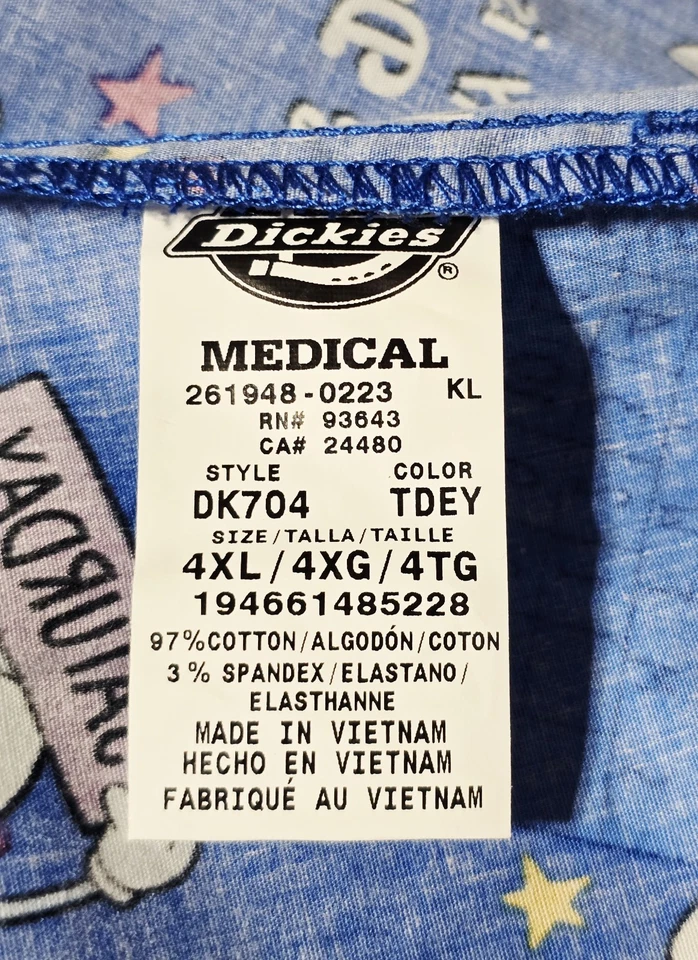 Dickies®
MEDICAL
261948-0223 KL
RN# 93643
CA# 24480
STYLE COLOR
DK704 TDEY
SIZE/TALLA/TAILLE
4XL/4XG/4TG
194661485228
97%COTTON/ALGODÓN/COTON
3% SPANDEX/ELASTANO/
ELASTHANNE
MADE IN VIETNAM
HECHO EN VIETNAM
FABRIQUÉ AU VIETNAM